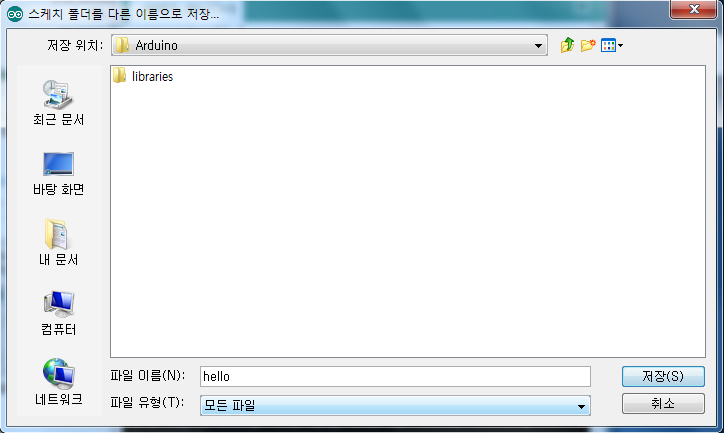 스케치 폴더를 다른 이름으로 저장...
저장 위치: Arduino
libraries
최근 문서
바탕 화면
내 문서
컴퓨터
네트워크
파일 이름(N): hello
저장(S)
파일 유형(T): 모든 파일
취소